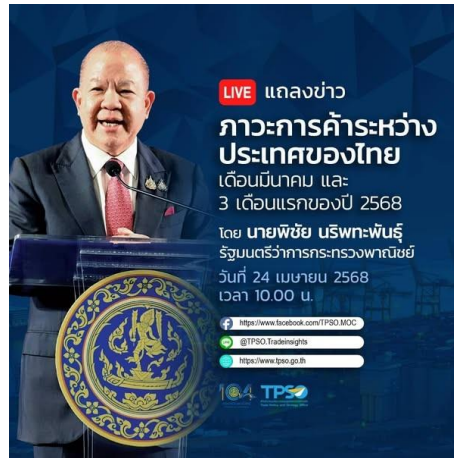 LIVE แถลงข่าว
ภาวะการค้าระหว่าง
ประเทศของไทย
เดือนมีนาคม และ
3 เดือนแรกของปี 2568
โดย นายพิชัย นริพทะพันธุ์
รัฐมนตรีว่าการกระทรวงพาณิชย์
วันที่ 24 เมษายน 2568
เวลา 10.00 น.
https://www.facebook.com/TPSO.MOC
@TPSO.Tradeinsights
https://www.tpso.go.th
104 TPSO